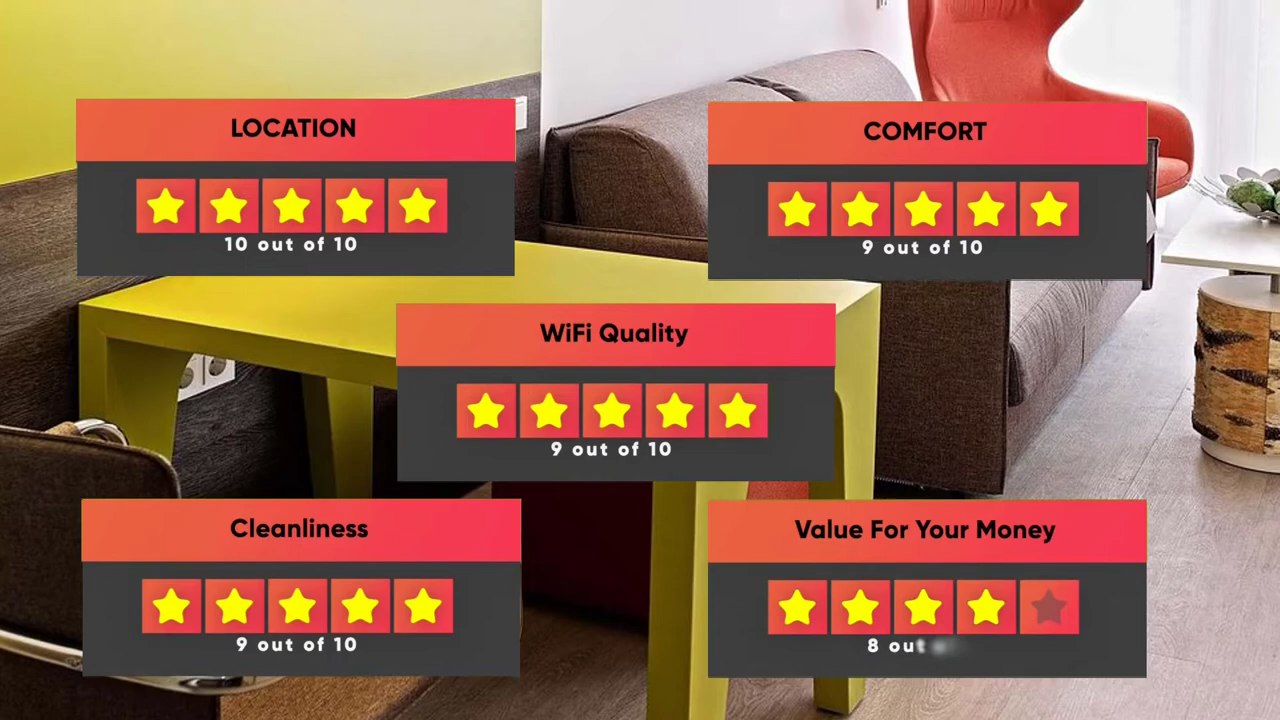 LOCATION
10 out of 10
COMFORT
9 out of 10
WiFi Quality
9 out of 10
Cleanliness
9 out of 10
Value For Your Money
8 out